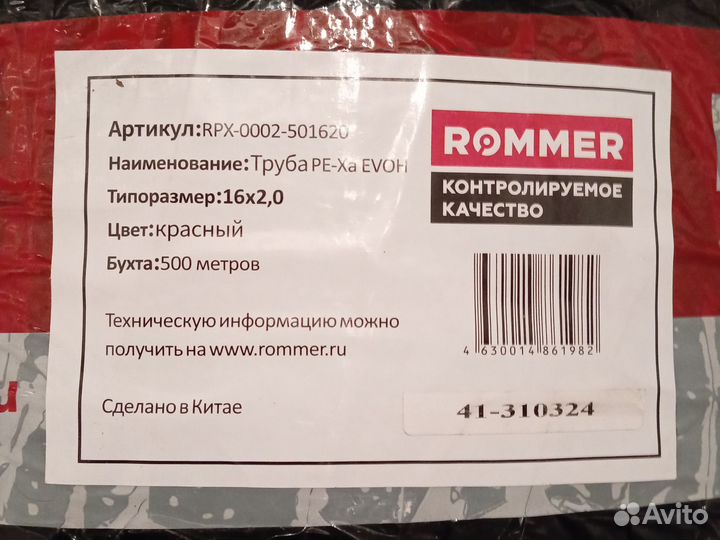 Артикул:RPX-0002-501620
Наименование:Труба PE-Xa EVOH
Типоразмер:16x2,0
Цвет:красный
Бухта:500 метров
Техническую информацию можно
получить на www.rommer.ru
Сделано в Китае
ROMMER
КОНТРОЛИРУЕМОЕ
КАЧЕСТВО
4 630014 861982
41-310324
Avito